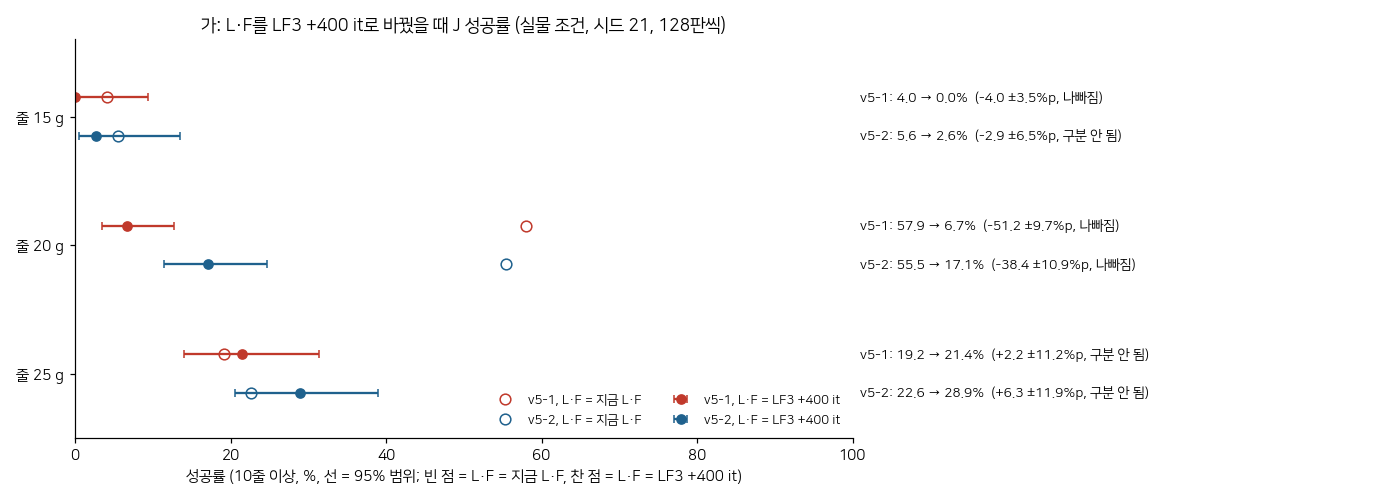 가: L·F를 LF3 +400 it로 바꿨을 때 J 성공률 (실물 조건, 시드 21, 128판씩)
줄 15 g
v5-1: 4.0 → 0.0% (-4.0 ±3.5%p, 나빠짐)
v5-2: 5.6 → 2.6% (-2.9 ±6.5%p, 구분 안 됨)
줄 20 g
v5-1: 57.9 → 6.7% (-51.2 ±9.7%p, 나빠짐)
v5-2: 55.5 → 17.1% (-38.4 ±10.9%p, 나빠짐)
줄 25 g
v5-1: 19.2 → 21.4% (+2.2 ±11.2%p, 구분 안 됨)
v5-2: 22.6 → 28.9% (+6.3 ±11.9%p, 구분 안 됨)
v5-1, L·F = 지금 L·F
v5-1, L·F = LF3 +400 it
v5-2, L·F = 지금 L·F
v5-2, L·F = LF3 +400 it
0 20 40 60 80 100
성공률 (10줄 이상, %, 선 = 95% 범위; 빈 점 = L·F = 지금 L·F, 찬 점 = L·F = LF3 +400 it)